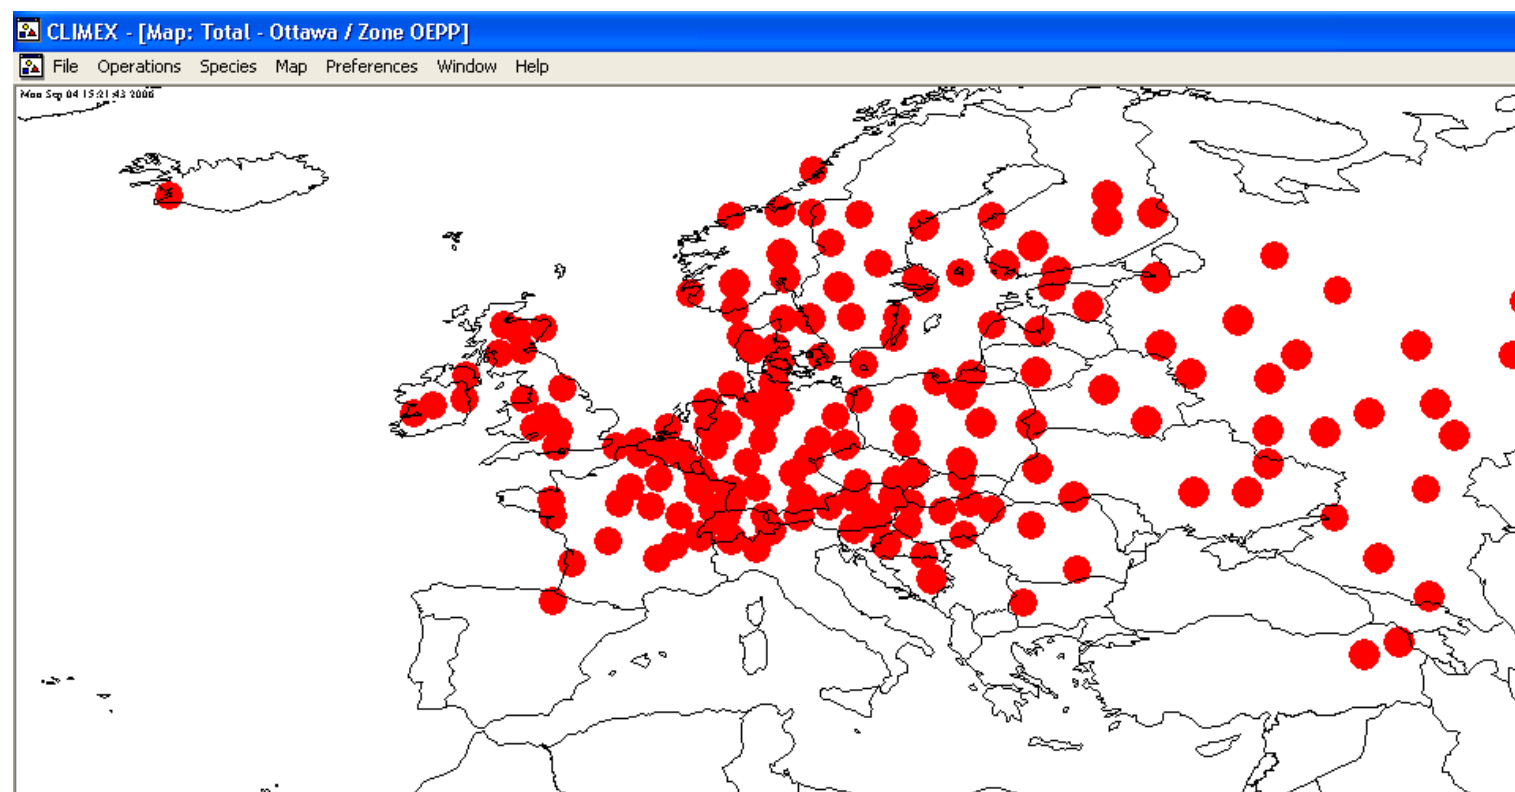 CLIMEX - [Map: Total - Ottawa / Zone OEPP]
File Operations Species Map Preferences Window Help
Mon Sep 04 15:21:43 2006